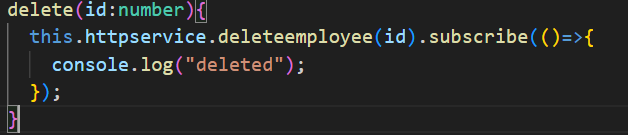 delete(id:number){
this.httpservice.deleteemployee(id).subscribe(()=>{
console.log("deleted");
});
}